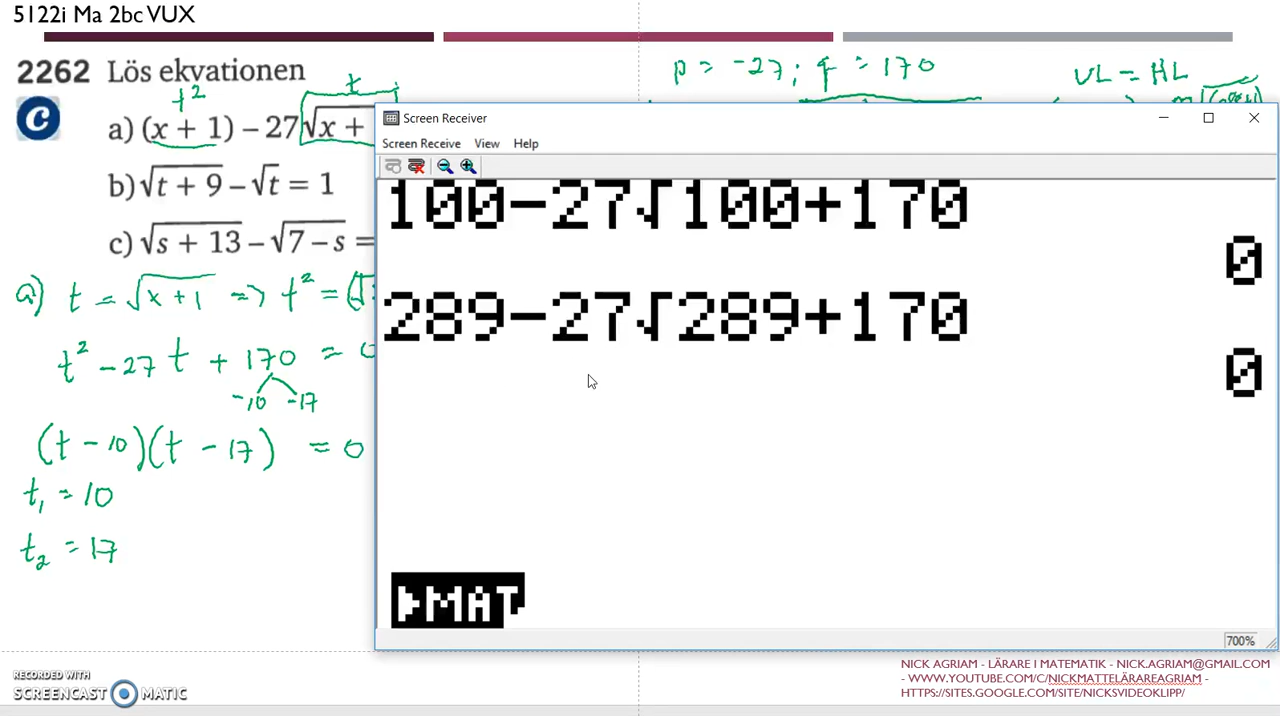 5122i Ma 2bc VUX
2262 Lös ekvationen
p = -27; q = 170
VL = HL
t²
t
C
a) (x + 1) – 27√x +
b) √t + 9 – √t = 1
c) √s + 13 – √7 – s =
a) t = √x+1 => t² = (√
t² - 27t + 170 = 0
-10 -17
(t - 10)(t - 17) = 0
t₁ = 10
t₂ = 17
Screen Receiver
Screen Receive View Help
100-27√100+170
0
289-27√289+170
0
▶MAT
700%
RECORDED WITH
SCREENCAST MATIC
NICK AGRIAM - LÄRARE I MATEMATIK - NICK.AGRIAM@GMAIL.COM
- WWW.YOUTUBE.COM/C/NICKMATTELÄRAREAGRIAM -
HTTPS://SITES.GOOGLE.COM/SITE/NICKSVIDEOKLIPP/